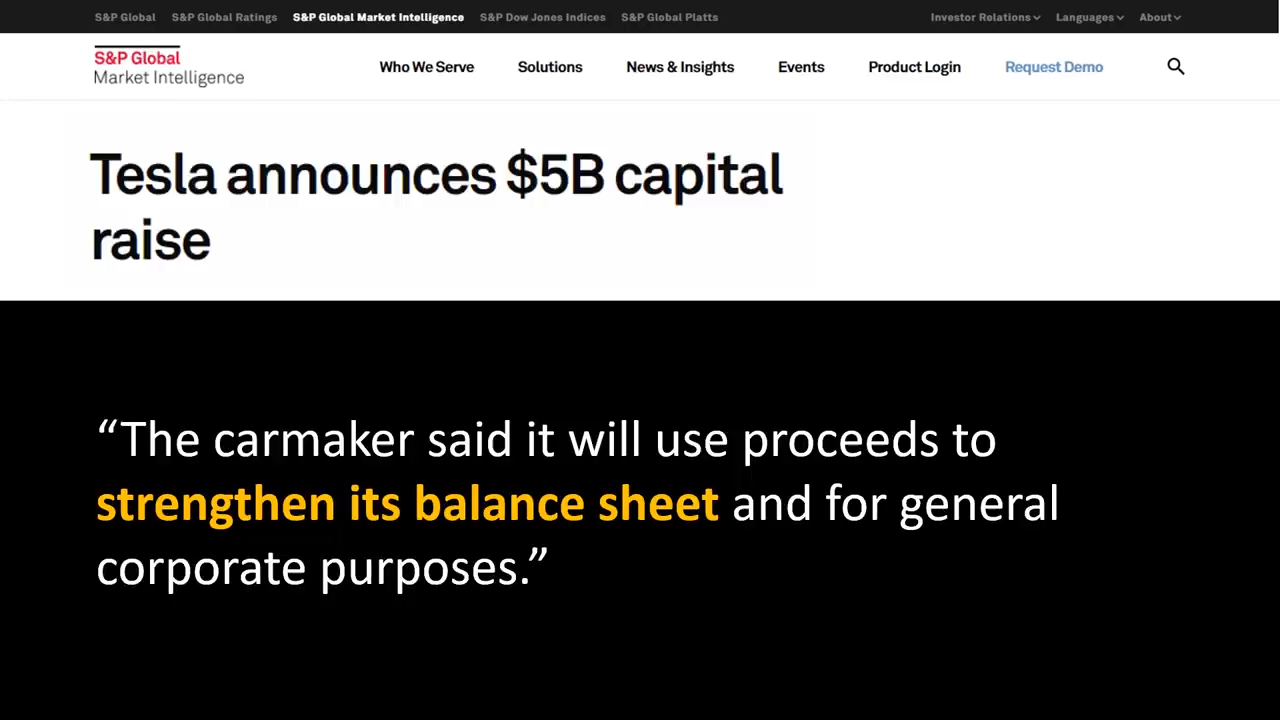 S&P Global S&P Global Ratings S&P Global Market Intelligence S&P Dow Jones Indices S&P Global Platts Investor Relations Languages About
S&P Global
Market Intelligence
Who We Serve Solutions News & Insights Events Product Login Request Demo
Tesla announces $5B capital
raise
“The carmaker said it will use proceeds to
strengthen its balance sheet and for general
corporate purposes.”